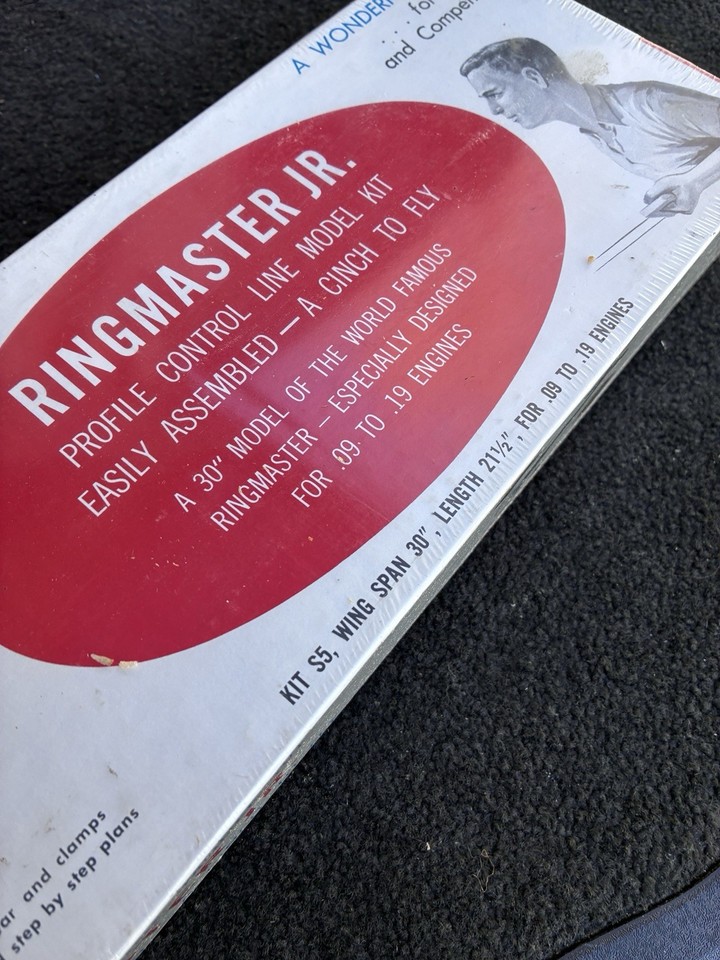 A WONDER
. . . for
and Compe
RINGMASTER JR.
PROFILE CONTROL LINE MODEL KIT
EASILY ASSEMBLED — A CINCH TO FLY
A 30" MODEL OF THE WORLD FAMOUS
RINGMASTER — ESPECIALLY DESIGNED
FOR .09 TO .19 ENGINES
KIT S5, WING SPAN 30", LENGTH 21½", FOR .09 TO .19 ENGINES
ar and clamps
step by step plans